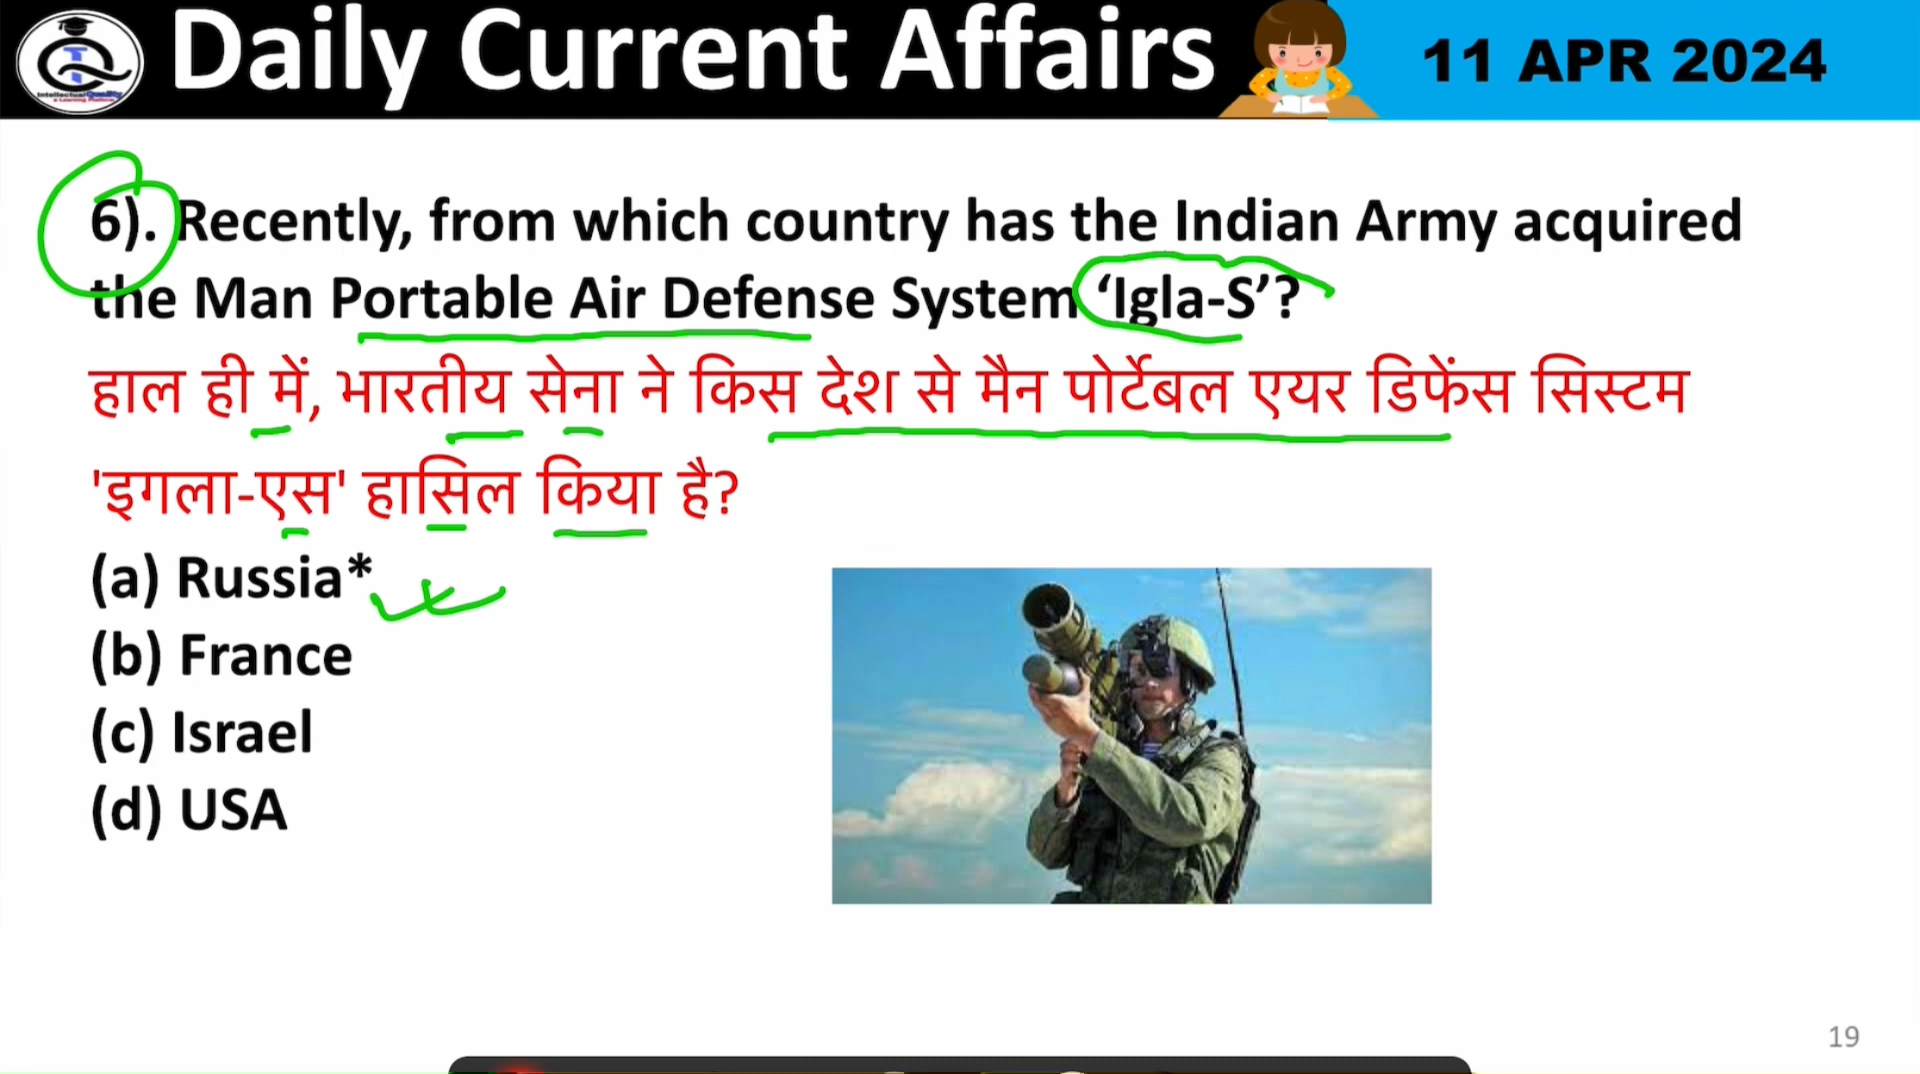 Daily Current Affairs
11 APR 2024
6). Recently, from which country has the Indian Army acquired
the Man Portable Air Defense System ‘Igla-S’?
हाल ही में, भारतीय सेना ने किस देश से मैन पोर्टेबल एयर डिफेंस सिस्टम
'इगला-एस' हासिल किया है?
(a) Russia*
(b) France
(c) Israel
(d) USA
19